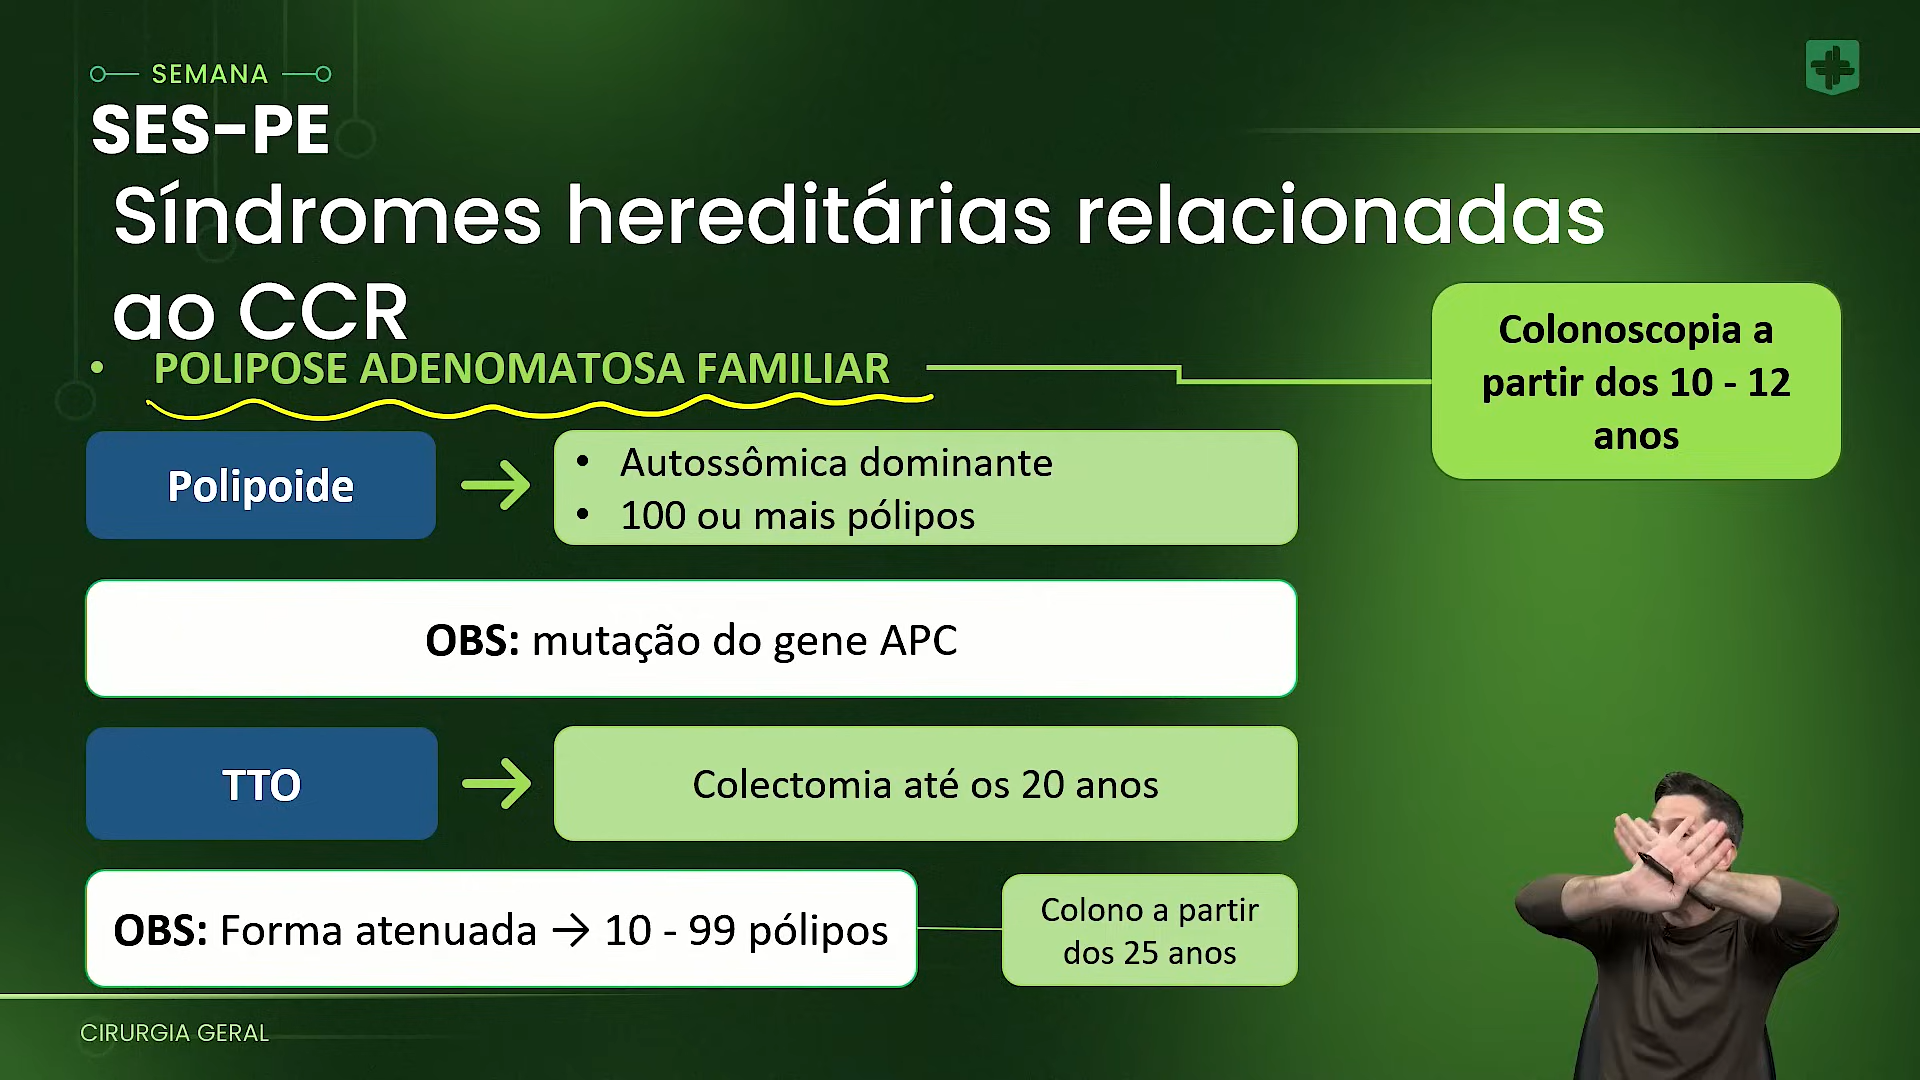 SEMANA
SES-PE
Síndromes hereditárias relacionadas
ao CCR
• POLIPOSE ADENOMATOSA FAMILIAR
Colonoscopia a
partir dos 10 - 12
anos
Polipoide
• Autossômica dominante
• 100 ou mais pólipos
OBS: mutação do gene APC
TTO
Colectomia até os 20 anos
OBS: Forma atenuada → 10 - 99 pólipos
Colono a partir
dos 25 anos
CIRURGIA GERAL